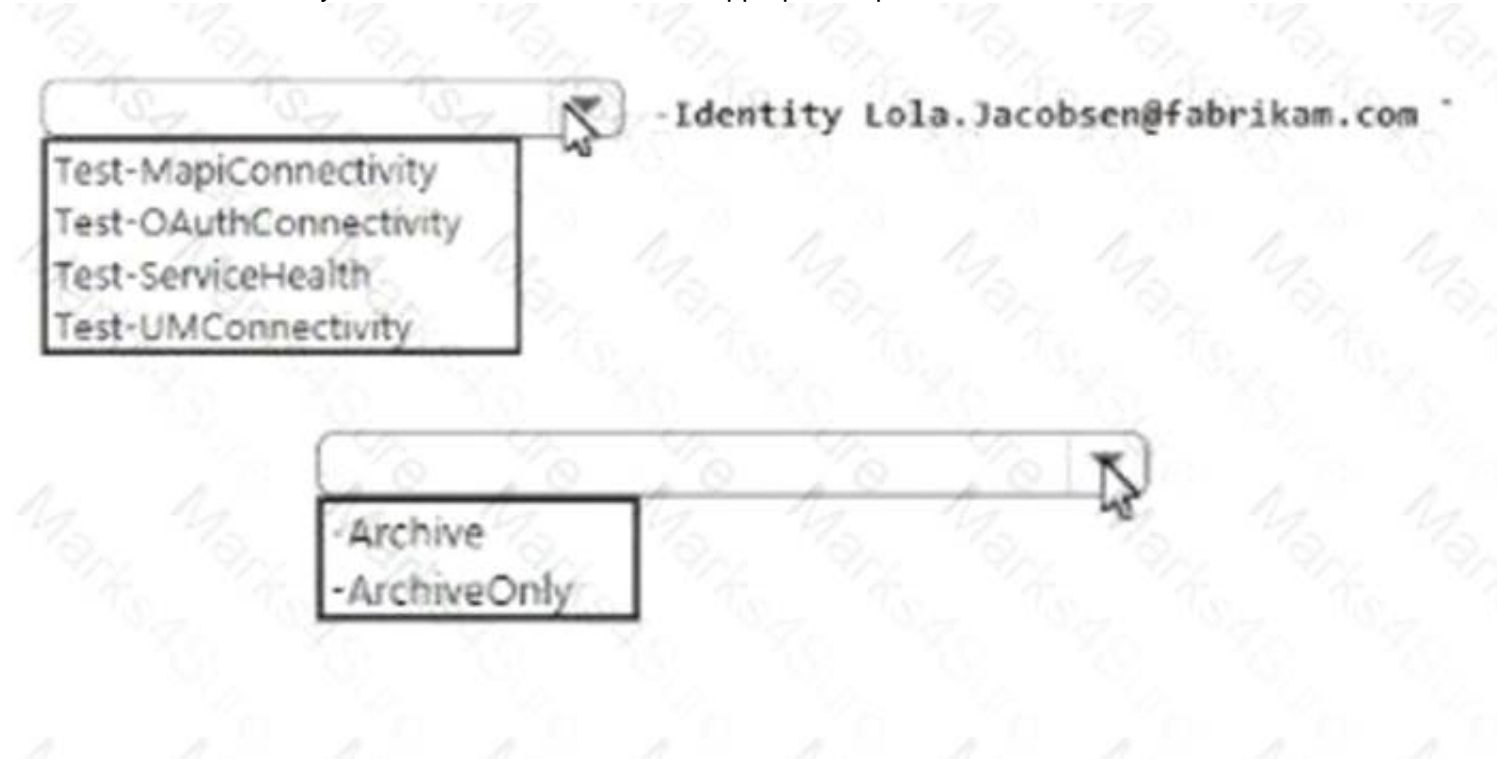 -Identity Lola.Jacobsen@fabrikam.com `
Test-MapiConnectivity
Test-OAuthConnectivity
Test-ServiceHealth
Test-UMConnectivity
-Archive
-ArchiveOnly